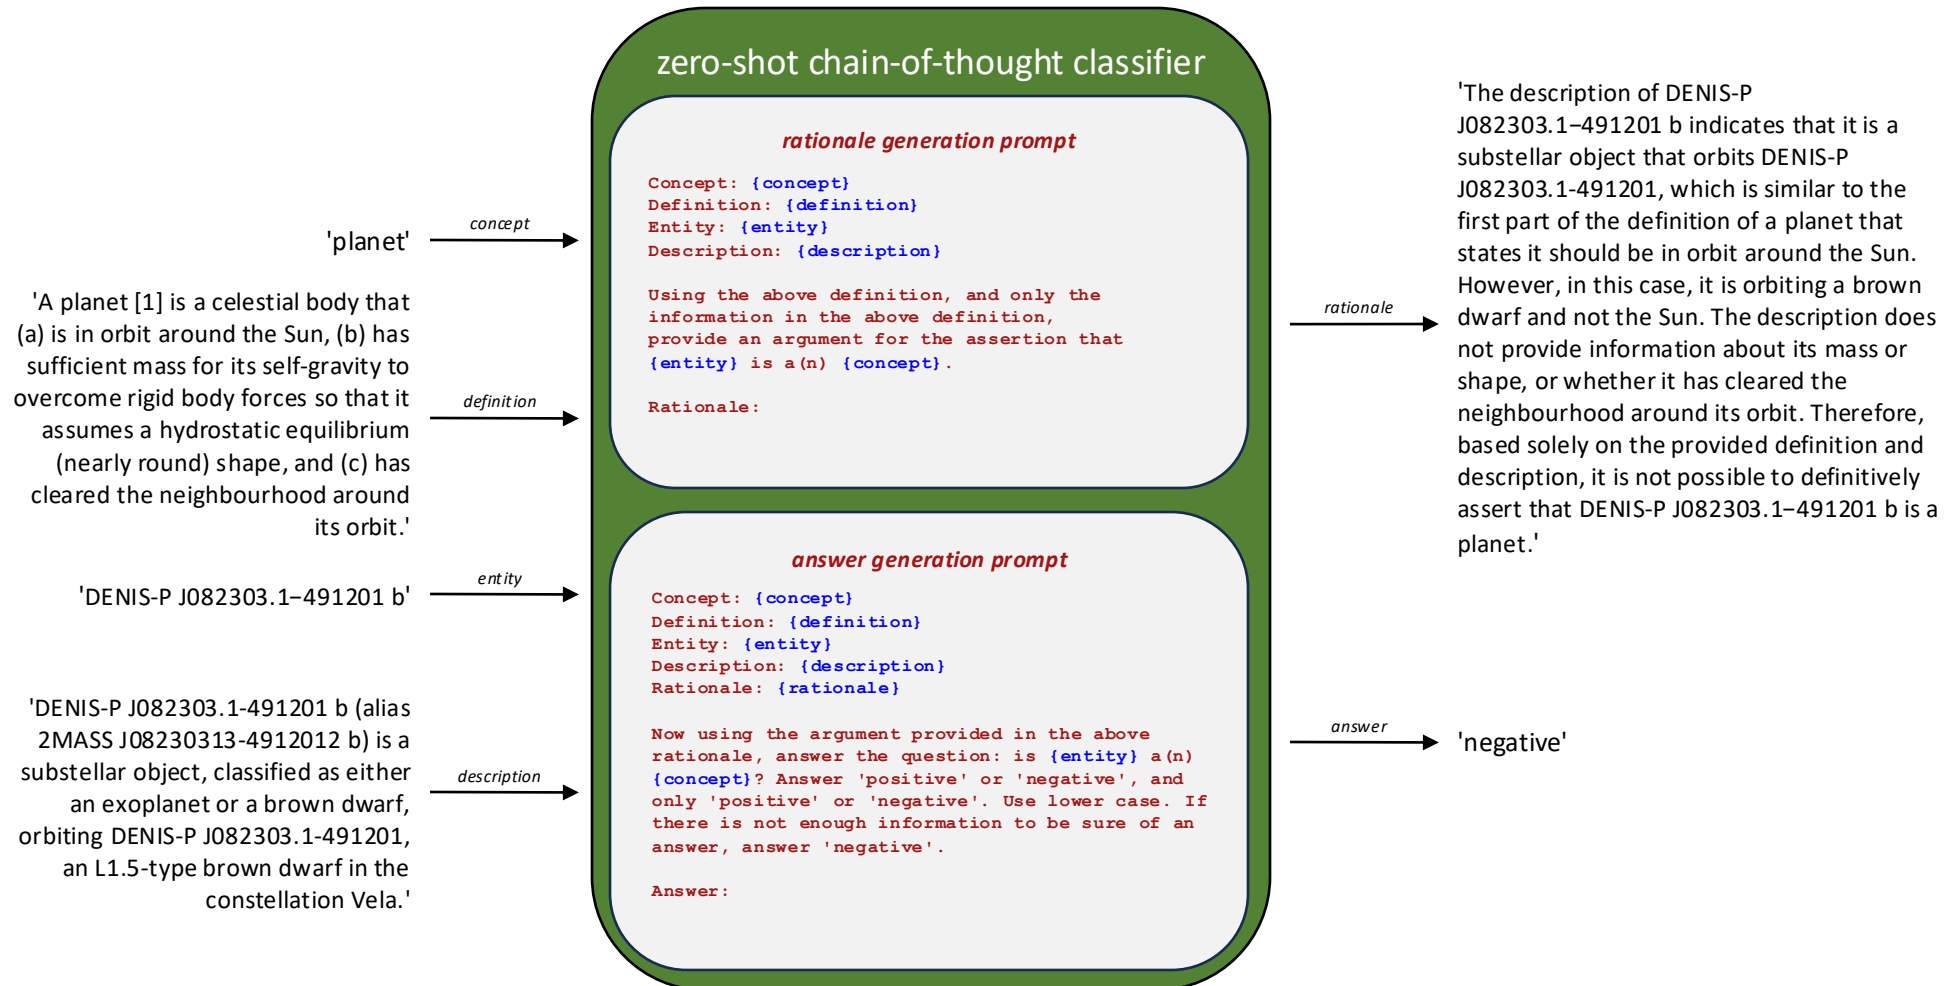 zero-shot chain-of-thought classifier
'planet'
concept
'A planet [1] is a celestial body that
(a) is in orbit around the Sun, (b) has
sufficient mass for its self-gravity to
overcome rigid body forces so that it
assumes a hydrostatic equilibrium
(nearly round) shape, and (c) has
cleared the neighbourhood around
its orbit.'
definition
'DENIS-P J082303.1−491201 b'
entity
'DENIS-P J082303.1-491201 b (alias
2MASS J08230313-4912012 b) is a
substellar object, classified as either
an exoplanet or a brown dwarf,
orbiting DENIS-P J082303.1-491201,
an L1.5-type brown dwarf in the
constellation Vela.'
description
rationale generation prompt
Concept: {concept}
Definition: {definition}
Entity: {entity}
Description: {description}
Using the above definition, and only the
information in the above definition,
provide an argument for the assertion that
{entity} is a(n) {concept}.
Rationale:
answer generation prompt
Concept: {concept}
Definition: {definition}
Entity: {entity}
Description: {description}
Rationale: {rationale}
Now using the argument provided in the above
rationale, answer the question: is {entity} a(n)
{concept}? Answer 'positive' or 'negative', and
only 'positive' or 'negative'. Use lower case. If
there is not enough information to be sure of an
answer, answer 'negative'.
Answer:
rationale
'The description of DENIS-P
J082303.1−491201 b indicates that it is a
substellar object that orbits DENIS-P
J082303.1-491201, which is similar to the
first part of the definition of a planet that
states it should be in orbit around the Sun.
However, in this case, it is orbiting a brown
dwarf and not the Sun. The description does
not provide information about its mass or
shape, or whether it has cleared the
neighbourhood around its orbit. Therefore,
based solely on the provided definition and
description, it is not possible to definitively
assert that DENIS-P J082303.1−491201 b is a
planet.'
answer
'negative'